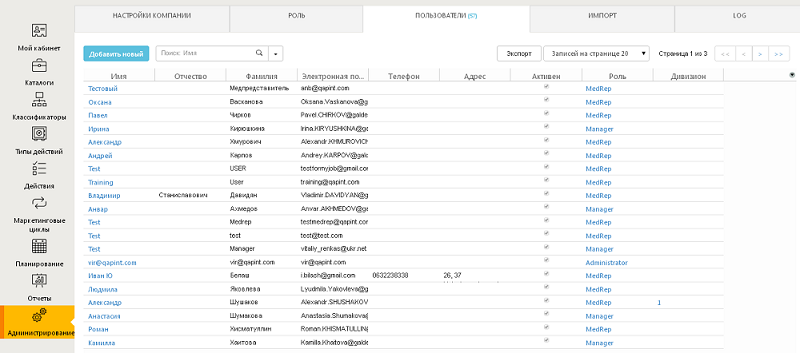 НАСТРОЙКИ КОМПАНИИ РОЛЬ ПОЛЬЗОВАТЕЛИ (57) ИМПОРТ LOG
Мой кабинет
Каталоги
Классификаторы
Типы действий
Действия
Маркетинговые
циклы
Планирование
Отчеты
Администрирование
Добавить новый Поиск: Имя Экспорт Записей на странице 20 Страница 1 из 3 << < > >>
Имя Отчество Фамилия Электронная по... Телефон Адрес Активен Роль Дивизион
Тестовый Медпредставитель anb@qapint.com MedRep
Оксана Васканова Oksana.Vaskanova@g MedRep
Павел Чирков Pavel.CHIRKOV@galde MedRep
Ирина Кирюшкина Irina.KIRYUSHKINA@g Manager
Александр Хмурович Alexandr.KHMUROVICH MedRep
Андрей Карпов Andrey.KARPOV@gald MedRep
Test USER testformyjob@gmail.com MedRep
Training User training@qapint.com MedRep
Владимир Станиславович Давидян Vladimir.DAVIDYAN@g MedRep
Анвар Ахмедов Anvar.AKHMEDOV@g Manager
Test Medrep testmedrep@qapint.com MedRep
Test test test@test.com MedRep
Test Manager vitaliy_renkas@ukr.net Manager
vir@qapint.com vir@qapint.com vir@qapint.com Administrator
Иван Ю Белаш i.bilash@gmail.com 0632238338 26, 37 MedRep
Людмила Яковлева Lyudmila.Yakovleva@g MedRep
Александр Шушаков Alexandr.SHUSHAKOV MedRep 1
Анастасия Шумакова Anastasia.Shumakova@ Manager
Роман Хисматуллин Roman.KHISMATULLIN MedRep
Камилла Хаитова Kamilla.Khatova@galde MedRep